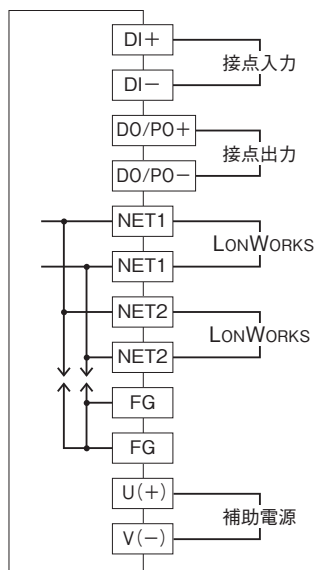 DI+
DI−
接点入力
DO/PO+
DO/PO−
接点出力
NET1
NET1
LONWORKS
NET2
NET2
LONWORKS
FG
FG
U(+)
V(−)
補助電源